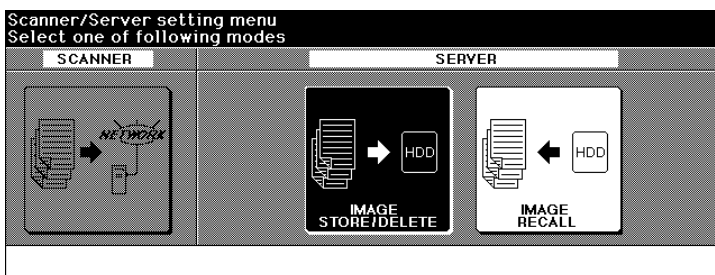 Scanner/Server setting menu
Select one of following modes
SCANNER
SERVER
NETWORK
HDD
IMAGE
STORE/DELETE
HDD
IMAGE
RECALL